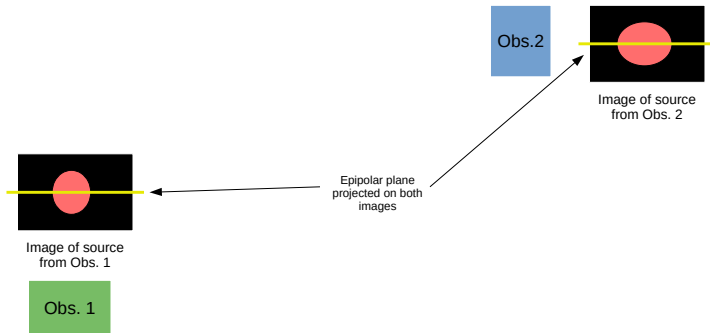 Obs.2
Image of source
from Obs. 2
Epipolar plane
projected on both
images
Image of source
from Obs. 1
Obs. 1